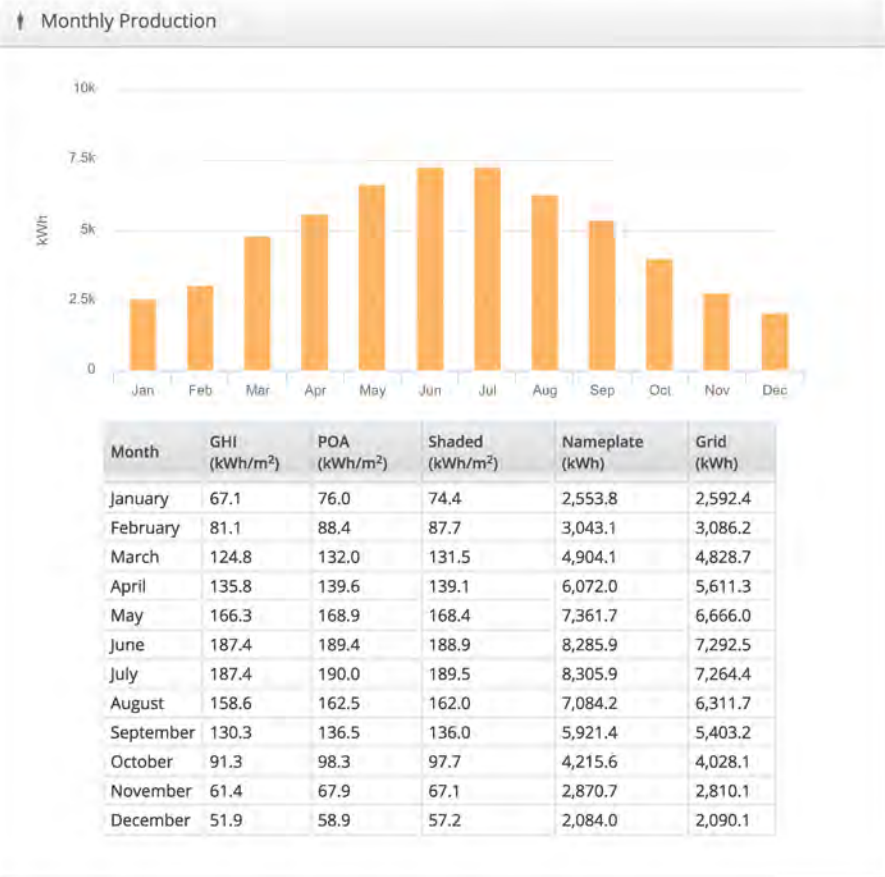 Monthly Production
10k
7.5k
5k
2.5k
0
kWh
Jan Feb Mar Apr May Jun Jul Aug Sep Oct Nov Dec
Month GHI (kWh/m²) POA (kWh/m²) Shaded (kWh/m²) Nameplate (kWh) Grid (kWh)
January 67.1 76.0 74.4 2,553.8 2,592.4
February 81.1 88.4 87.7 3,043.1 3,086.2
March 124.8 132.0 131.5 4,904.1 4,828.7
April 135.8 139.6 139.1 6,072.0 5,611.3
May 166.3 168.9 168.4 7,361.7 6,666.0
June 187.4 189.4 188.9 8,285.9 7,292.5
July 187.4 190.0 189.5 8,305.9 7,264.4
August 158.6 162.5 162.0 7,084.2 6,311.7
September 130.3 136.5 136.0 5,921.4 5,403.2
October 91.3 98.3 97.7 4,215.6 4,028.1
November 61.4 67.9 67.1 2,870.7 2,810.1
December 51.9 58.9 57.2 2,084.0 2,090.1